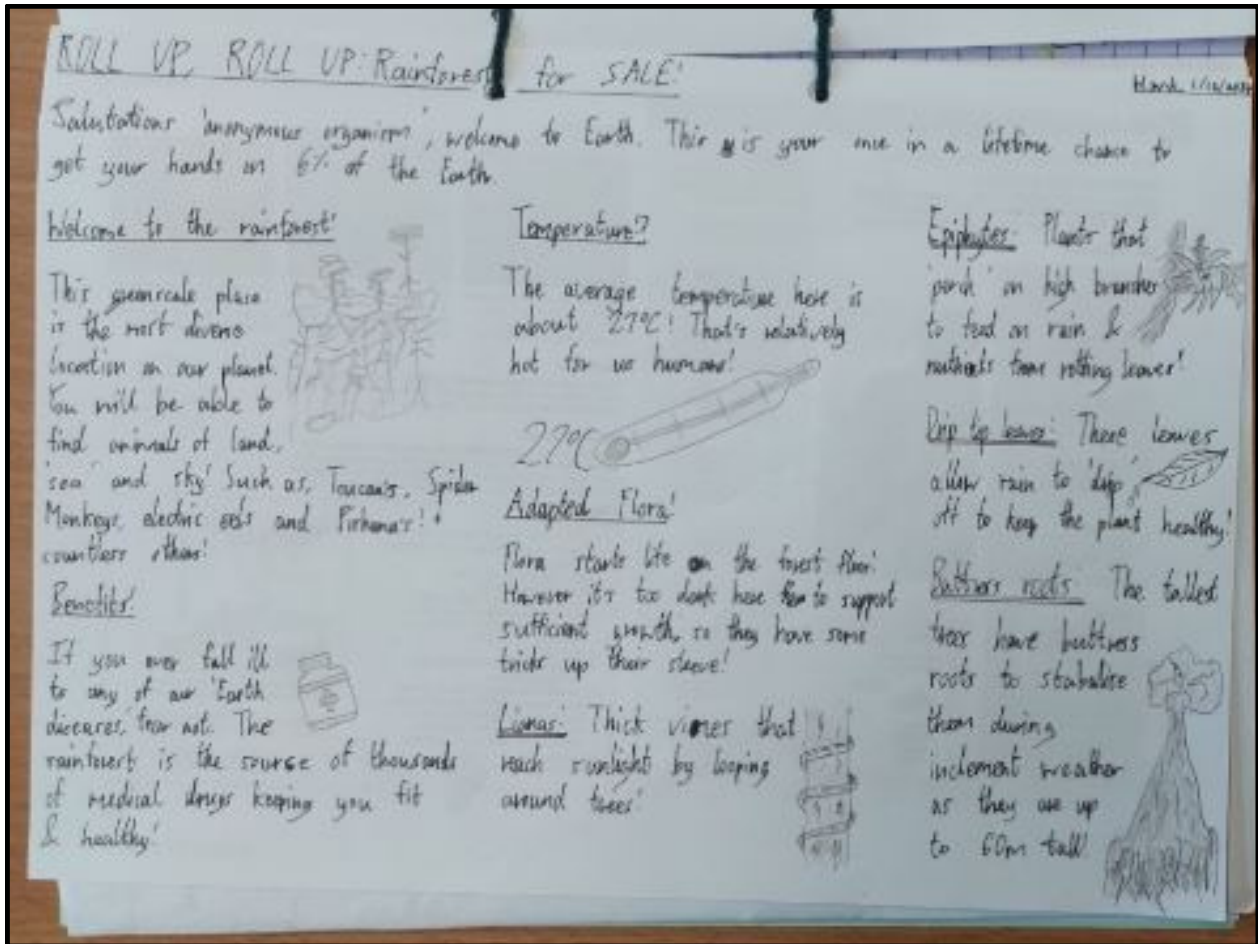 ROLL UP, ROLL UP: Rainforest for SALE!
Salutations 'anonymous organism', welcome to Earth. This is your one in a lifetime chance to
get your hands on 6% of the Earth.
Welcome to the rainforest!
This place
is the most diverse
location on our planet.
You will be able to
find animals of land,
'sea' and sky! Such as, Toucan's, Spider
Monkeys, electric eels and Pirhana's! +
countless others!
Benefits!
If you ever fall ill
to any of our 'Earth
diseases, fear not. The
rainforest is the sourse of thousands
of medical drugs keeping you fit
& healthy!
Temperature?
The average temperature here is
about 27°C! That's relatively
hot for us humans!
27°C
Adapted Flora!
Flora starts life on the forest floor!
However it's too dark here to support
sufficient growth, so they have some
tricks up their sleeve!
Lianas: Thick vines that
reach sunlight by looping
around trees!
Epiphytes: Plants that
'perch' on high branches
to feed on rain &
nutrients from rotting leaves!
Drip tip leaves: These leaves
allow rain to 'drip'
off to keep the plant healthy!
Buttress roots: The tallest
trees have buttress
roots to stabalise
them during
inclement weather
as they are up
to 60m tall!